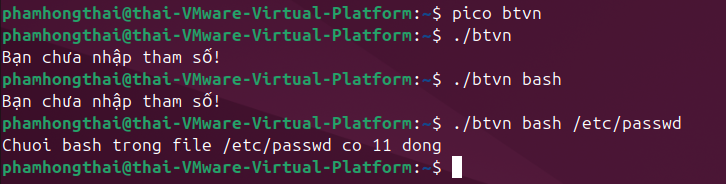 phamhongthai@thai-VMware-Virtual-Platform:~$ pico btvn
phamhongthai@thai-VMware-Virtual-Platform:~$ ./btvn
Bạn chưa nhập tham số!
phamhongthai@thai-VMware-Virtual-Platform:~$ ./btvn bash
Bạn chưa nhập tham số!
phamhongthai@thai-VMware-Virtual-Platform:~$ ./btvn bash /etc/passwd
Chuoi bash trong file /etc/passwd co 11 dong
phamhongthai@thai-VMware-Virtual-Platform:~$